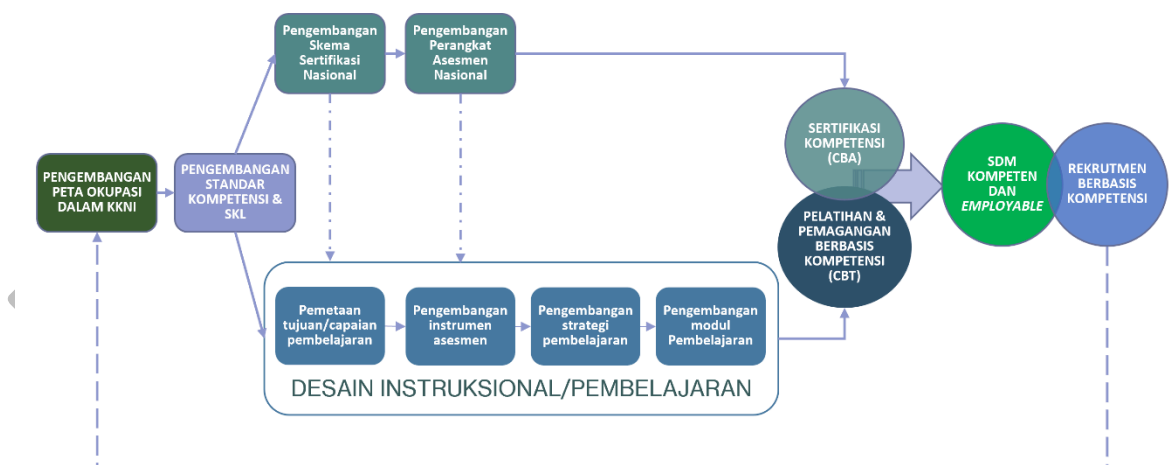 Pengembangan
Skema
Sertifikasi
Nasional
Pengembangan
Perangkat
Asesmen
Nasional
PENGEMBANGAN
PETA OKUPASI
DALAM KKNI
PENGEMBANGAN
STANDAR
KOMPETENSI &
SKL
SERTIFIKASI
KOMPETENSI
(CBA)
PELATIHAN &
PEMAGANGAN
BERBASIS
KOMPETENSI
(CBT)
SDM
KOMPETEN
DAN
EMPLOYABLE
REKRUTMEN
BERBASIS
KOMPETENSI
Pemetaan
tujuan/capaian
pembelajaran
Pengembangan
instrumen
asesmen
Pengembangan
strategi
pembelajaran
Pengembangan
modul
Pembelajaran
DESAIN INSTRUKSIONAL/PEMBELAJARAN